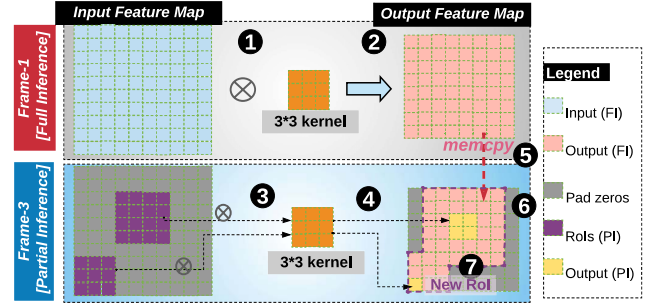 Input Feature Map
Output Feature Map
Frame-1
[Full Inference]
1
2
3*3 kernel
memcpy
5
Frame-3
[Partial Inference]
3
4
6
3*3 kernel
7
New RoI
Legend
Input (FI)
Output (FI)
Pad zeros
RoIs (PI)
Output (PI)